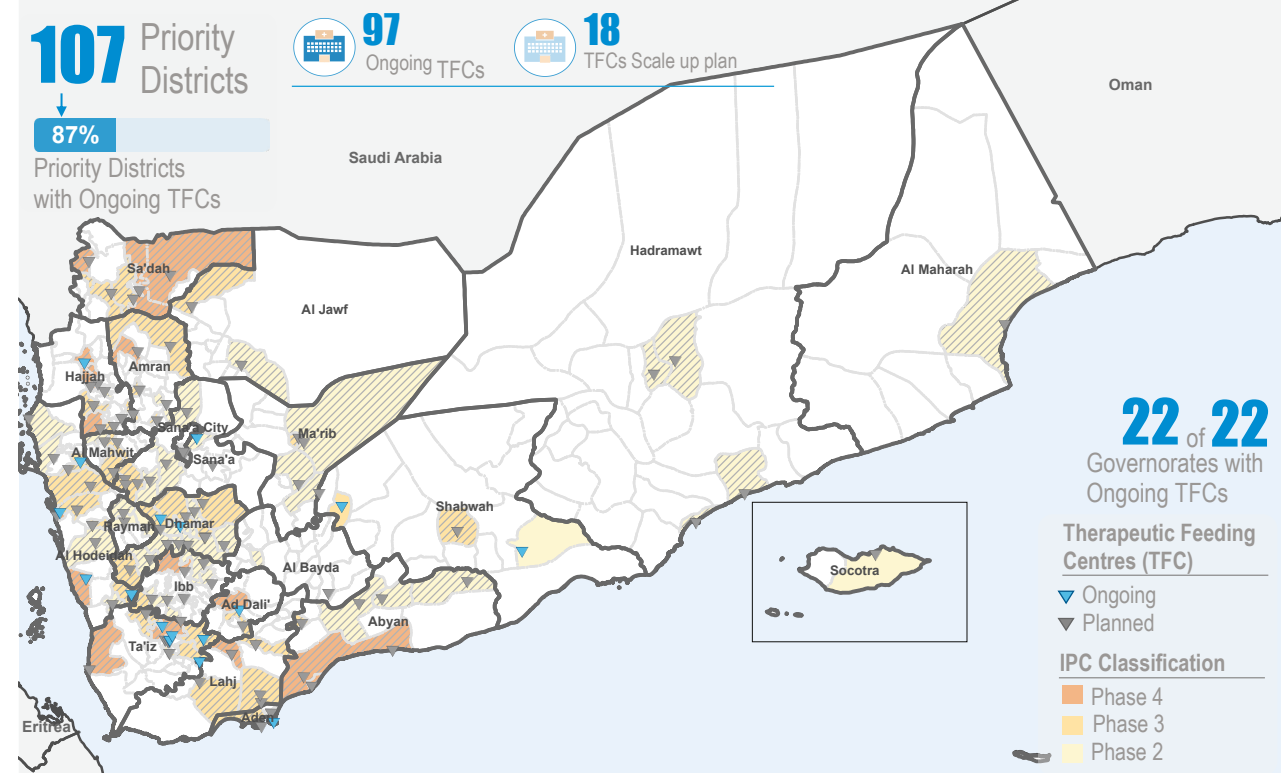 107 Priority
Districts
87%
Priority Districts
with Ongoing TFCs
97
Ongoing TFCs
18
TFCs Scale up plan
Oman
Saudi Arabia
Hadramawt
Al Maharah
Sa'dah
Al Jawf
Amran
Hajjah
Sana'a City
Ma'rib
Al Mahwit
Sana'a
Shabwah
Raymah
Dhamar
Al Hodeidah
Al Bayda
Ibb
Ad Dali'
Abyan
Ta'iz
Lahj
Aden
Eritrea
Socotra
22 of 22
Governorates with
Ongoing TFCs
Therapeutic Feeding
Centres (TFC)
Ongoing
Planned
IPC Classification
Phase 4
Phase 3
Phase 2